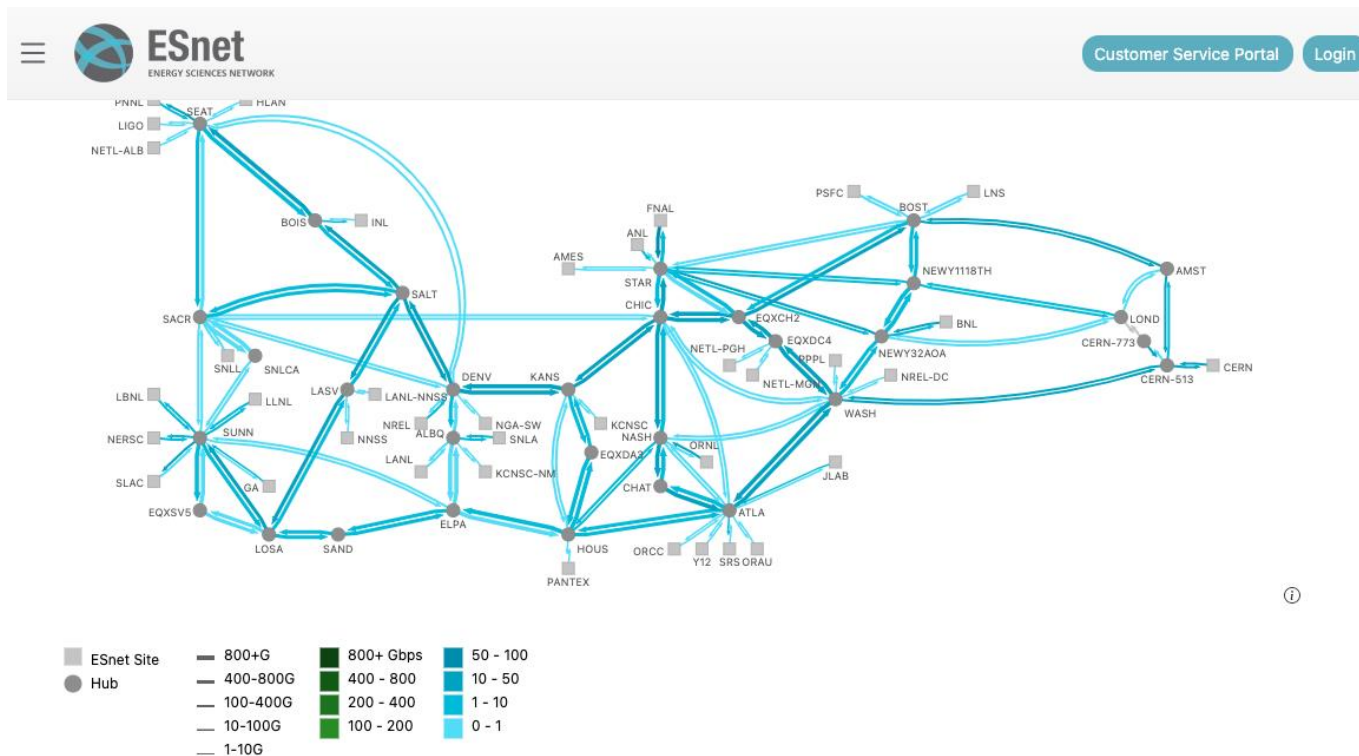 ESnet
ENERGY SCIENCES NETWORK
Customer Service Portal
Login
PNNL
SEAT
HLAN
LIGO
NETL-ALB
BOIS
INL
SALT
SACR
SNLL
SNLCA
LASV
LANL-NNSS
NNSS
DENV
KANS
LBNL
LLNL
SUNN
NERSC
SLAC
GA
EQXSV5
LOSA
SAND
ELPA
NREL
ALBQ
NGA-SW
SNLA
LANL
KCNSC-NM
KCNSC
HOUS
PANTEX
FNAL
ANL
AMES
STAR
CHIC
EQXCH2
EQXDC4
NETL-PGH
NETL-MGN
PPPL
NREL-DC
WASH
NASH
ORNL
CHAT
ATLA
JLAB
ORCC
Y12
SRS
ORAU
PSFC
LNS
BOST
NEWY1118TH
NEWY32AOA
BNL
AMST
LOND
CERN-773
CERN-513
CERN
ESnet Site
Hub
800+G
400-800G
100-400G
10-100G
1-10G
800+ Gbps
400 - 800
200 - 400
100 - 200
50 - 100
10 - 50
1 - 10
0 - 1